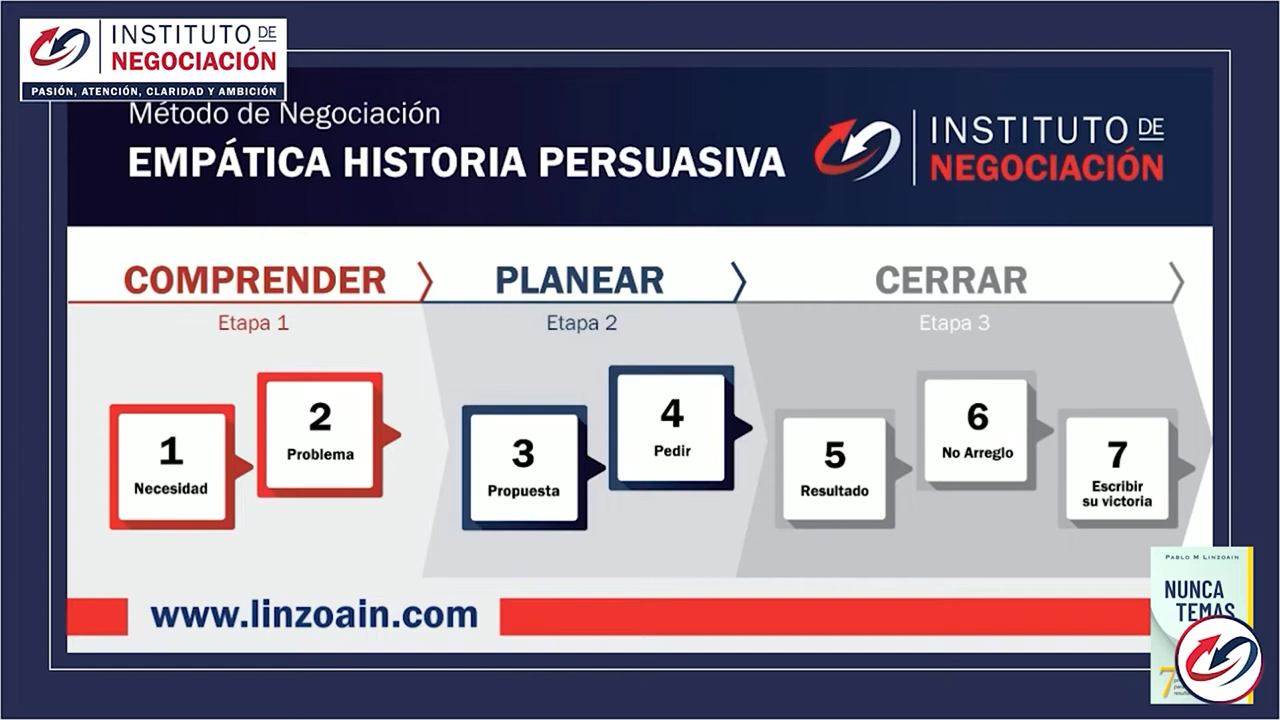 INSTITUTO DE
NEGOCIACIÓN
PASIÓN, ATENCIÓN, CLARIDAD Y AMBICIÓN
Método de Negociación
EMPÁTICA HISTORIA PERSUASIVA
INSTITUTO DE
NEGOCIACIÓN
COMPRENDER
Etapa 1
PLANEAR
Etapa 2
CERRAR
Etapa 3
1
Necesidad
2
Problema
3
Propuesta
4
Pedir
5
Resultado
6
No Arreglo
7
Escribir
su victoria
www.linzoain.com
PABLO M LINZOAIN
NUNCA
TEMAS
7